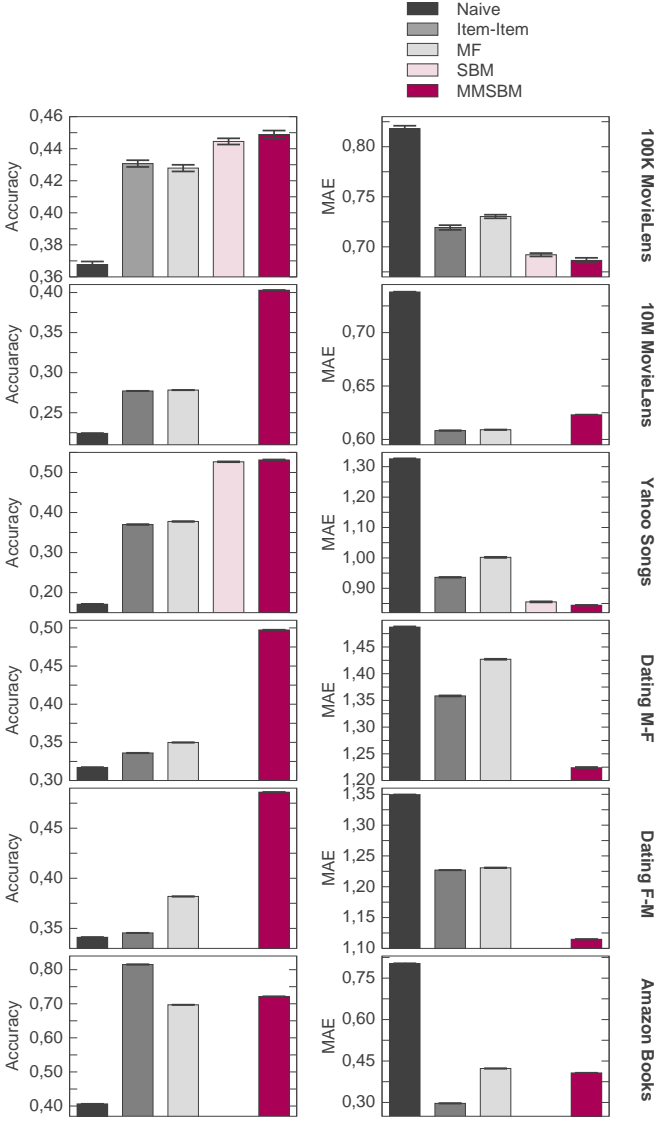 Naive
Item-Item
MF
SBM
MMSBM
0,46
0,44
0,42
0,40
0,38
0,36
Accuracy
0,80
0,75
0,70
MAE
100K MovieLens
0,40
0,35
0,30
0,25
Accuaracy
0,70
0,65
0,60
MAE
10M MovieLens
0,50
0,40
0,30
0,20
Accuracy
1,30
1,20
1,10
1,00
0,90
MAE
Yahoo Songs
0,50
0,45
0,35
0,30
Accuracy
1,45
1,40
1,35
1,30
1,25
1,20
MAE
Dating M-F
0,45
0,40
0,35
Accuracy
1,35
1,30
1,25
1,20
1,15
1,10
MAE
Dating F-M
0,80
0,70
0,60
0,50
0,40
Accuracy
0,75
0,60
0,45
0,30
MAE
Amazon Books